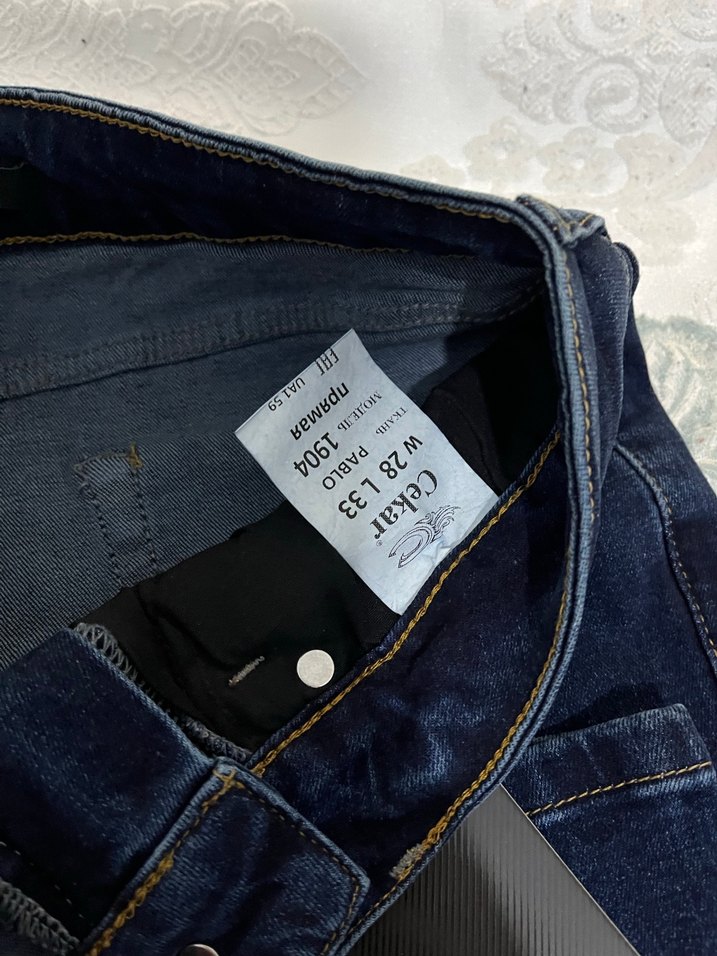 Cekar®
W 28 L 33
ТКАНЬ PABLO
МОДЕЛЬ 1904
прямая
EAC UA1.59